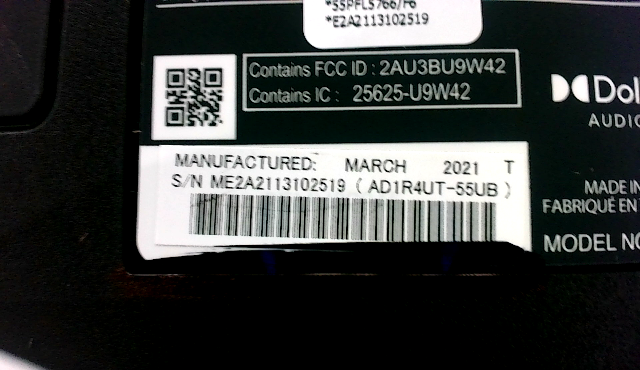 *55PFL5766/F6
*E2A2113102519
Contains FCC ID : 2AU3BU9W42
Contains IC : 25625-U9W42
AUDIO
MANUFACTURED: MARCH 2021 T
S/N ME2A2113102519 ( AD1R4UT-55UB )
MADE IN
FABRIQUÉ EN
MODEL NO